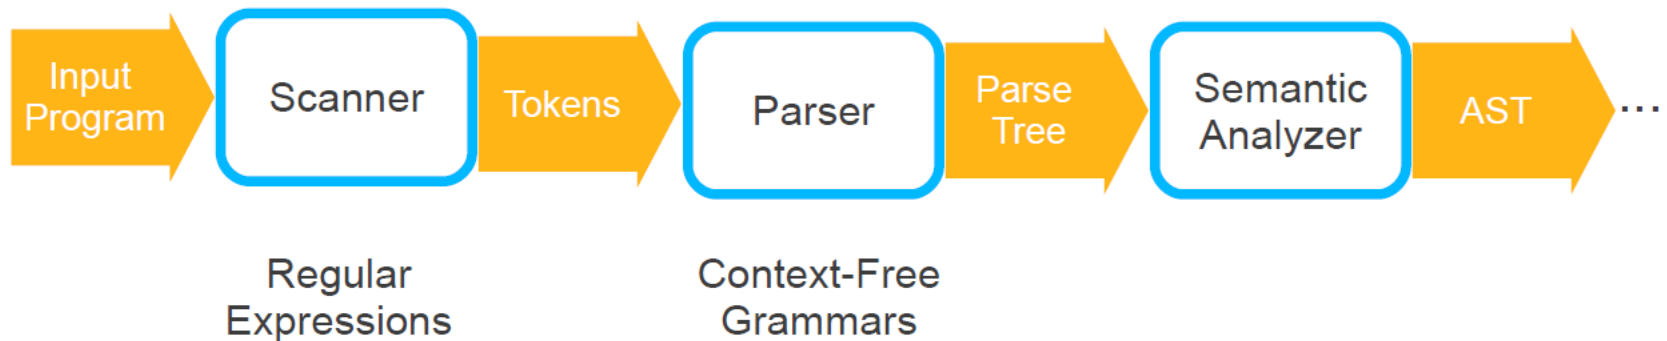 Input
Program
Scanner
Tokens
Parser
Parse
Tree
Semantic
Analyzer
AST
...
Regular
Expressions
Context-Free
Grammars